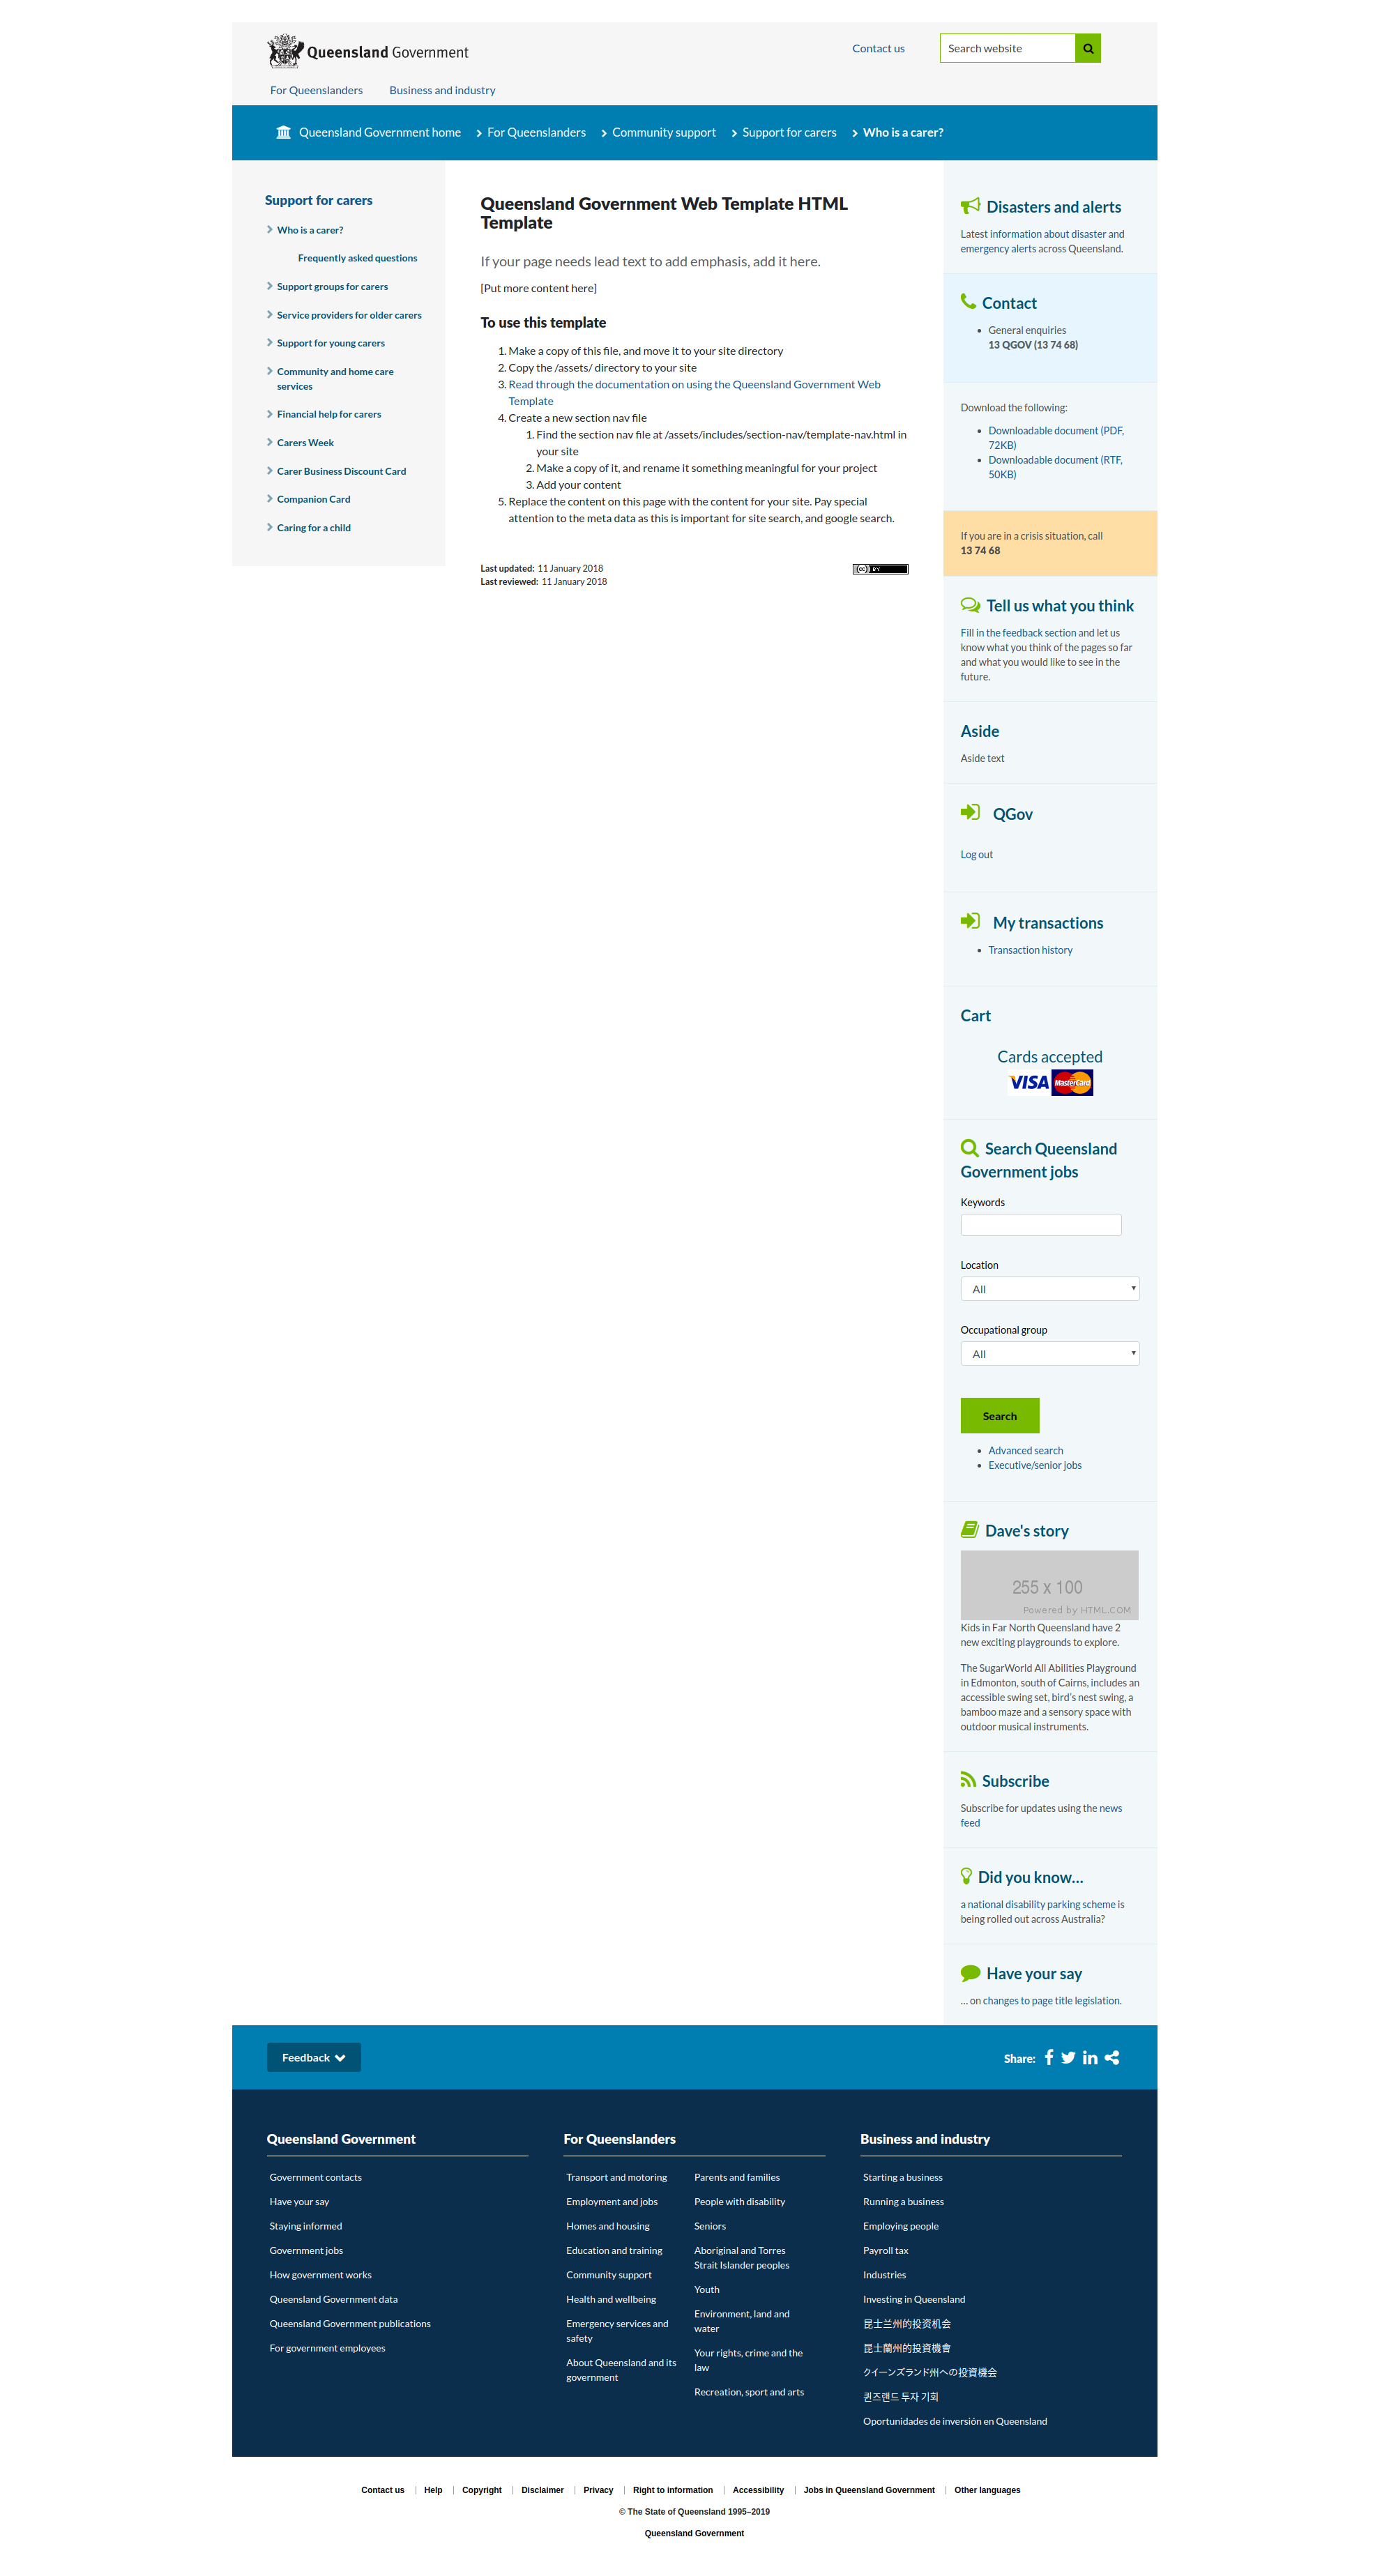 Queensland Government
Contact us
Search website
For Queenslanders
Business and industry
Queensland Government home
For Queenslanders
Community support
Support for carers
Who is a carer?
Support for carers
Who is a carer?
Frequently asked questions
Support groups for carers
Service providers for older carers
Support for young carers
Community and home care
services
Financial help for carers
Carers Week
Carer Business Discount Card
Companion Card
Caring for a child
Queensland Government Web Template HTML
Template
If your page needs lead text to add emphasis, add it here.
[Put more content here]
To use this template
1. Make a copy of this file, and move it to your site directory
2. Copy the /assets/ directory to your site
3. Read through the documentation on using the Queensland Government Web
Template
4. Create a new section nav file
1. Find the section nav file at /assets/includes/section-nav/template-nav.html in
your site
2. Make a copy of it, and rename it something meaningful for your project
3. Add your content
5. Replace the content on this page with the content for your site. Pay special
attention to the meta data as this is important for site search, and google search.
Last updated: 11 January 2018
Last reviewed: 11 January 2018
(cc) BY
Disasters and alerts
Latest information about disaster and
emergency alerts across Queensland.
Contact
General enquiries
13 QGOV (13 74 68)
Download the following:
Downloadable document (PDF,
72KB)
Downloadable document (RTF,
50KB)
If you are in a crisis situation, call
13 74 68
Tell us what you think
Fill in the feedback section and let us
know what you think of the pages so far
and what you would like to see in the
future.
Aside
Aside text
QGov
Log out
My transactions
Transaction history
Cart
Cards accepted
VISA MasterCard
Search Queensland
Government jobs
Keywords
Location
All
Occupational group
All
Search
Advanced search
Executive/senior jobs
Dave's story
255 x 100
Powered by HTML.COM
Kids in Far North Queensland have 2
new exciting playgrounds to explore.
The SugarWorld All Abilities Playground
in Edmonton, south of Cairns, includes an
accessible swing set, bird's nest swing, a
bamboo maze and a sensory space with
outdoor musical instruments.
Subscribe
Subscribe for updates using the news
feed
Did you know...
a national disability parking scheme is
being rolled out across Australia?
Have your say
... on changes to page title legislation.
Feedback
Share:
Queensland Government
Government contacts
Have your say
Staying informed
Government jobs
How government works
Queensland Government data
Queensland Government publications
For government employees
For Queenslanders
Transport and motoring
Employment and jobs
Homes and housing
Education and training
Community support
Health and wellbeing
Emergency services and
safety
About Queensland and its
government
Parents and families
People with disability
Seniors
Aboriginal and Torres
Strait Islander peoples
Youth
Environment, land and
water
Your rights, crime and the
law
Recreation, sport and arts
Business and industry
Starting a business
Running a business
Employing people
Payroll tax
Industries
Investing in Queensland
昆士兰州的投资机会
昆士蘭州的投資機會
クイーンズランド州への投資機会
퀸즈랜드 투자 기회
Oportunidades de inversión en Queensland
Contact us | Help | Copyright | Disclaimer | Privacy | Right to information | Accessibility | Jobs in Queensland Government | Other languages
© The State of Queensland 1995–2019
Queensland Government